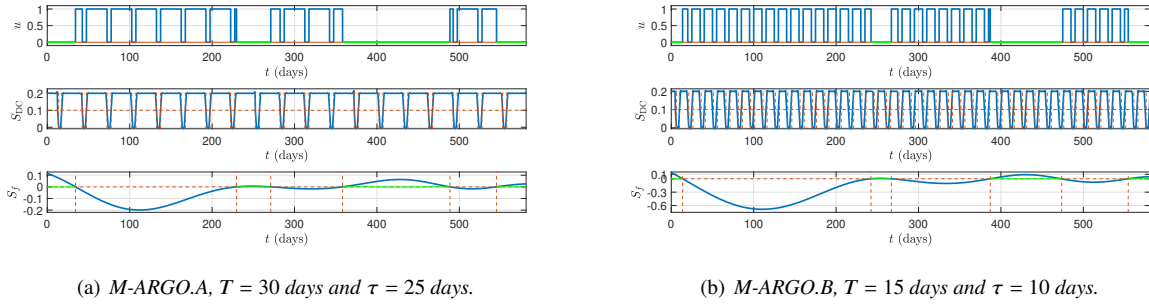 1
0.5
0
u
0 100 200 300 400 500
t (days)
0.2
0.1
0
S_DC
0 100 200 300 400 500
t (days)
0.1
0
-0.1
-0.2
S_f
0 100 200 300 400 500
t (days)
(a) M-ARGO.A, T = 30 days and τ = 25 days.
1
0.5
0
u
0 100 200 300 400 500
t (days)
0.2
0.1
0
S_DC
0 100 200 300 400 500
t (days)
0.1
0
-0.3
-0.6
S_f
0 100 200 300 400 500
t (days)
(b) M-ARGO.B, T = 15 days and τ = 10 days.